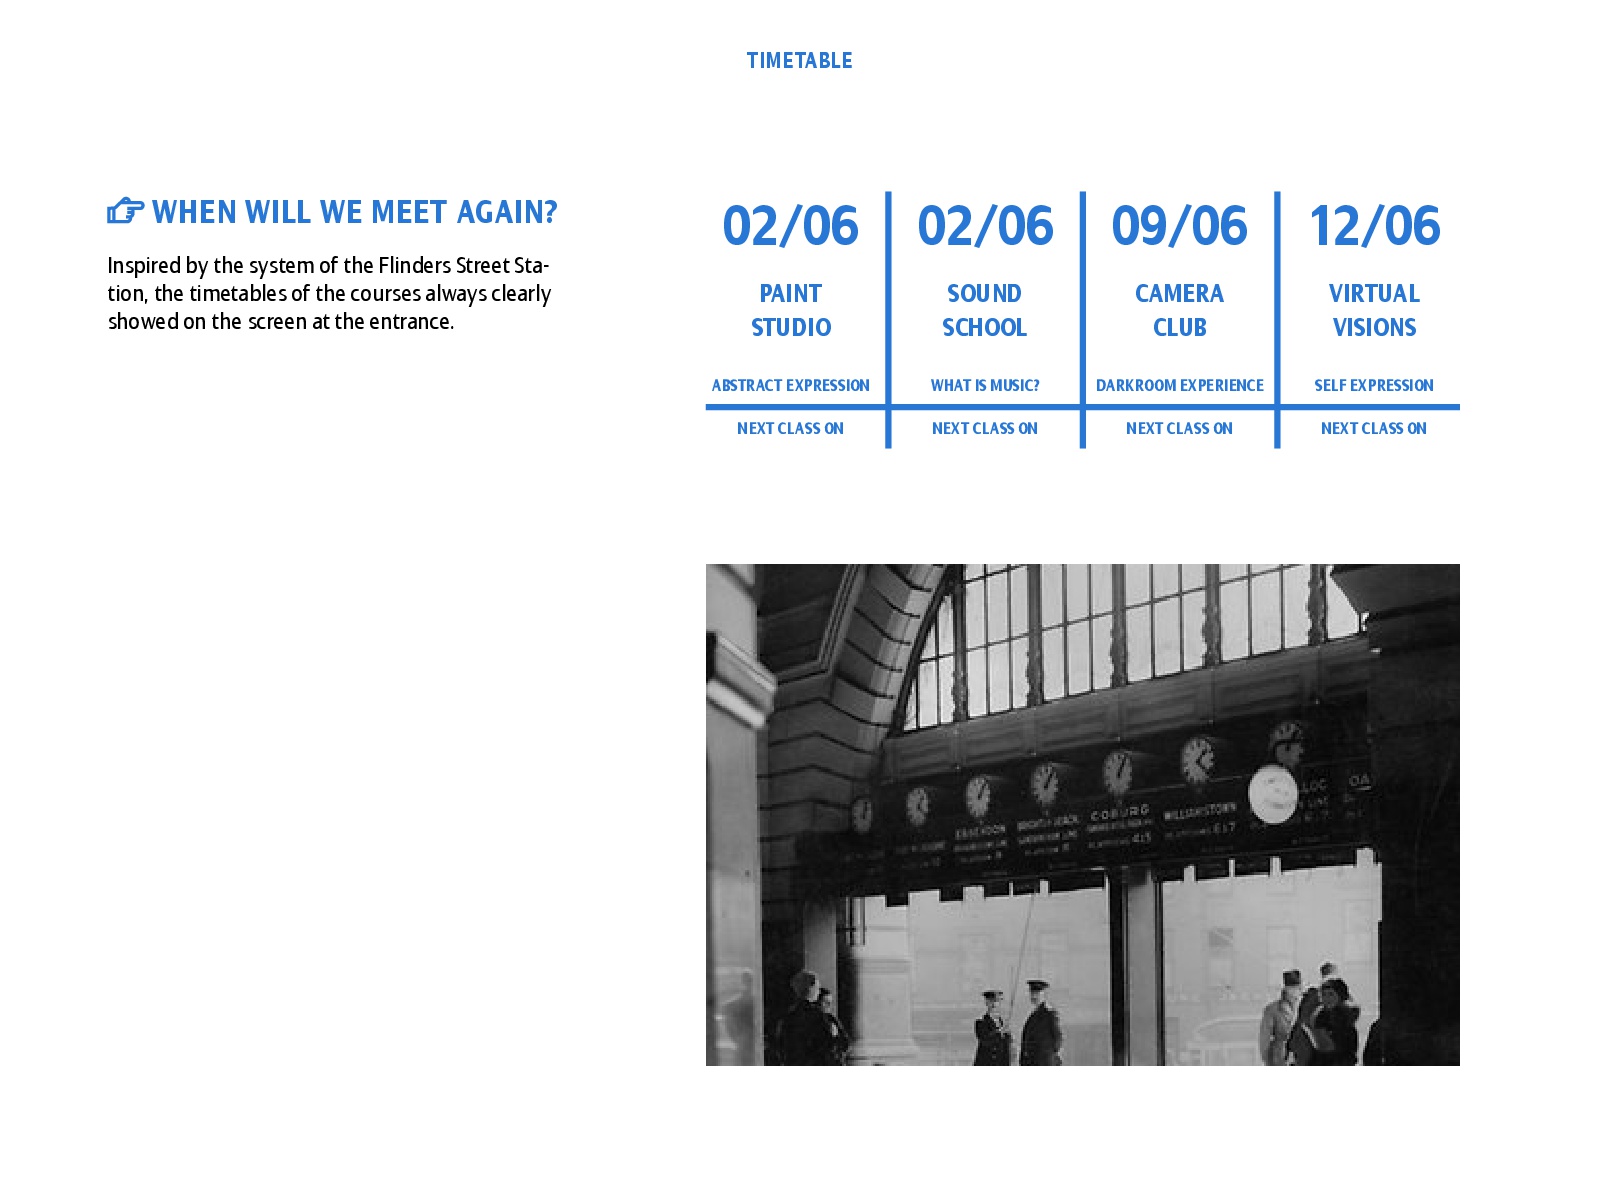 TIMETABLE
☞ WHEN WILL WE MEET AGAIN?
Inspired by the system of the Flinders Street Sta-
tion, the timetables of the courses always clearly
showed on the screen at the entrance.
02/06
PAINT
STUDIO
ABSTRACT EXPRESSION
NEXT CLASS ON
02/06
SOUND
SCHOOL
WHAT IS MUSIC?
NEXT CLASS ON
09/06
CAMERA
CLUB
DARKROOM EXPERIENCE
NEXT CLASS ON
12/06
VIRTUAL
VISIONS
SELF EXPRESSION
NEXT CLASS ON
ESSENDON
BRIGHTON BEACH
COBURG
WILLIAMSTOWN